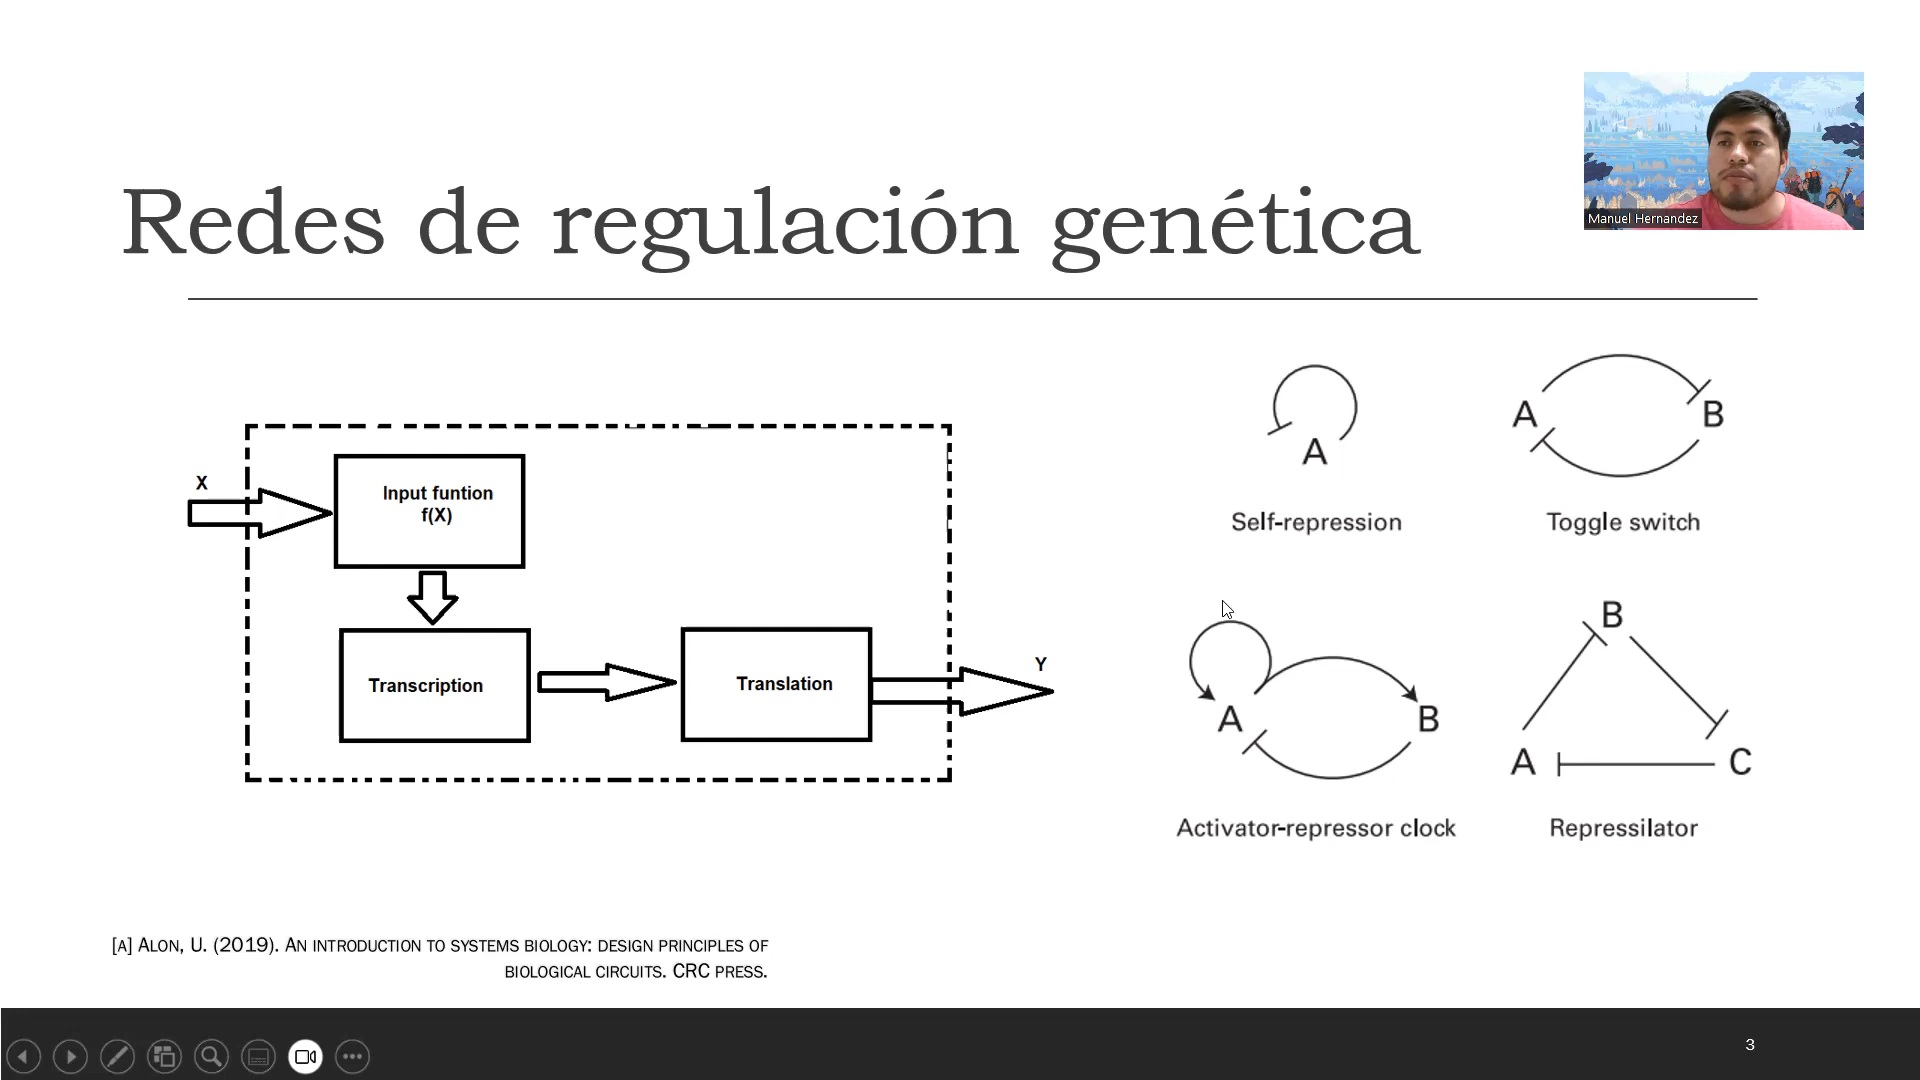 Manuel Hernandez
Redes de regulación genética
X
Input funtion
f(X)
Transcription
Translation
Y
A
Self-repression
A
B
Toggle switch
A
B
Activator-repressor clock
B
A
C
Repressilator
[A] ALON, U. (2019). AN INTRODUCTION TO SYSTEMS BIOLOGY: DESIGN PRINCIPLES OF
BIOLOGICAL CIRCUITS. CRC PRESS.
3